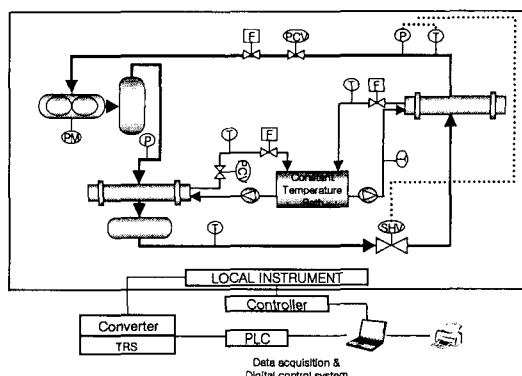 P
T
F
PCV
T
F
PM
P
T
F
PCV
Constant
Temperature
Bath
T
SHV
LOCAL INSTRUMENT
Controller
Converter
TRS
PLC
Data acquisition &
Digital control system